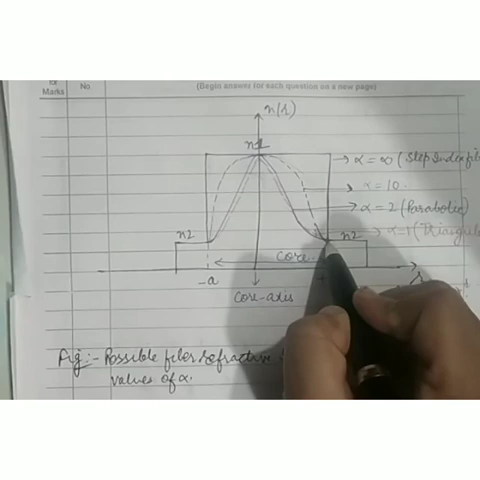 Marks No (Begin answer for each question on a new page)
n(r)
n1
→ α = ∞ (Step Index
α = 10.
→ α = 2 (Parabolic)
→ α = 1 (Triangula
n2 n2
core
-a
core-axis
Fig:- Possible fiber refractive
values of α.